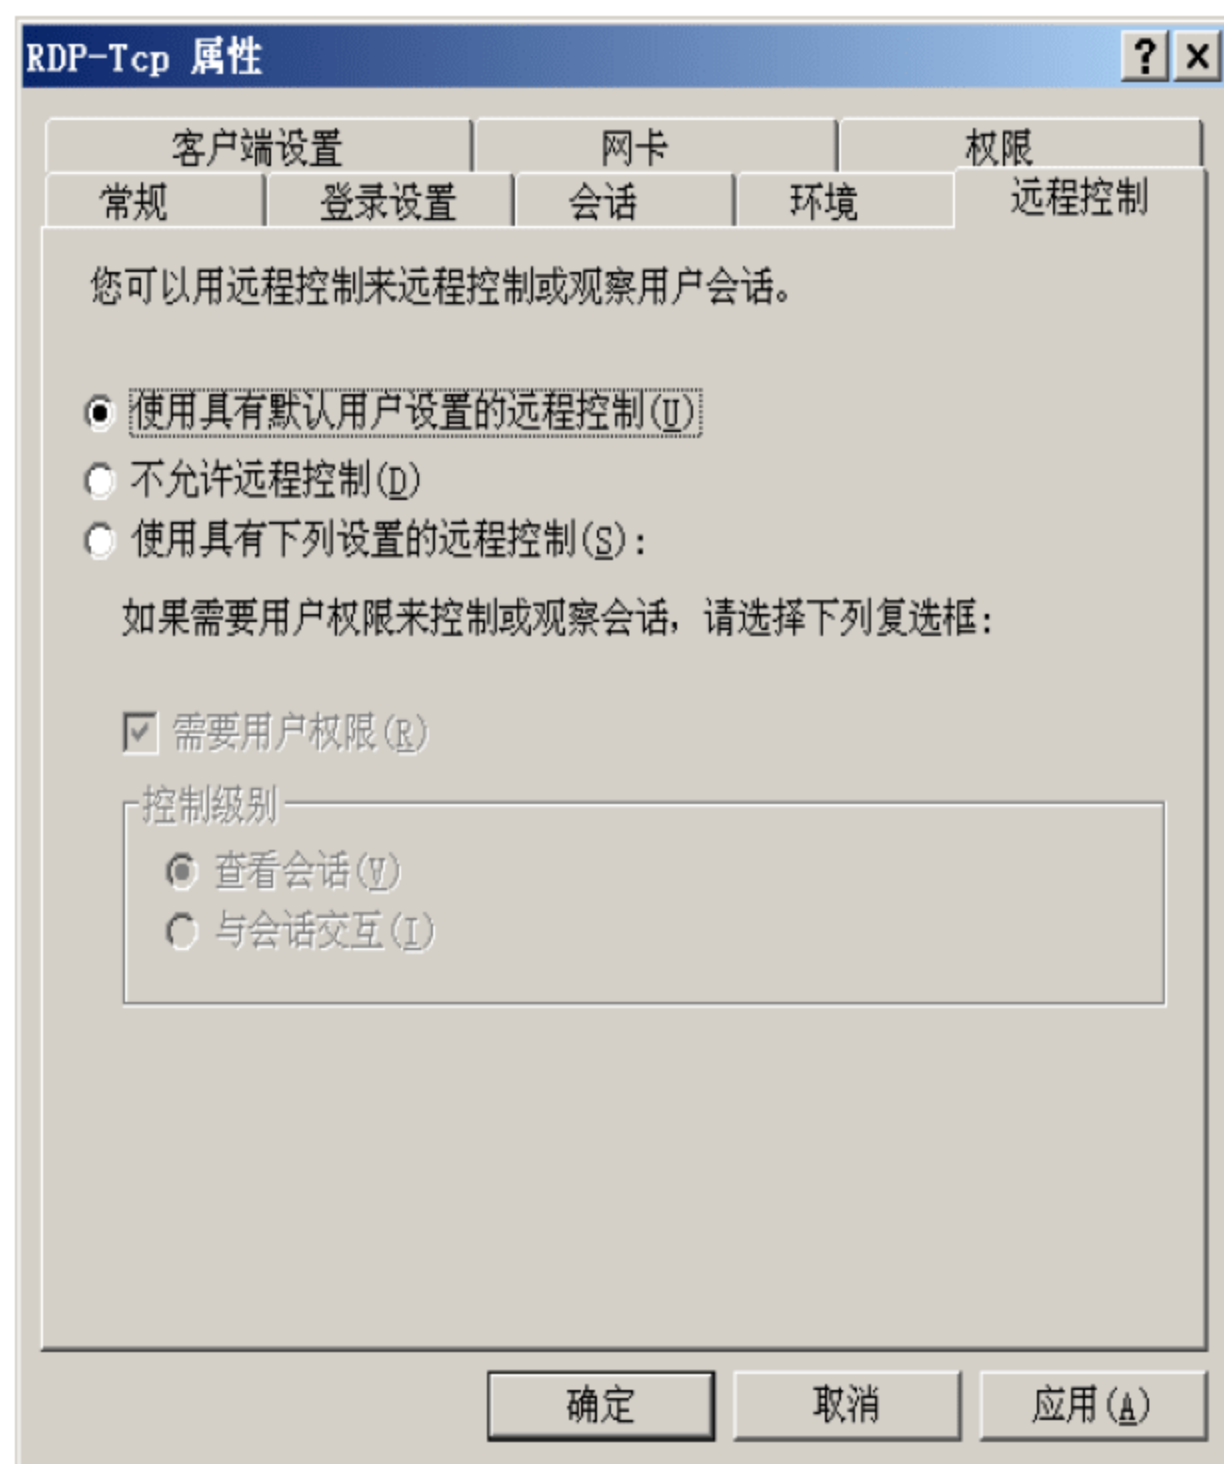 RDP-Tcp 属性
? ×
客户端设置 网卡 权限
常规 登录设置 会话 环境 远程控制
您可以用远程控制来远程控制或观察用户会话。
使用具有默认用户设置的远程控制(U)
不允许远程控制(D)
使用具有下列设置的远程控制(S):
如果需要用户权限来控制或观察会话，请选择下列复选框:
需要用户权限(R)
控制级别
查看会话(V)
与会话交互(I)
确定 取消 应用(A)